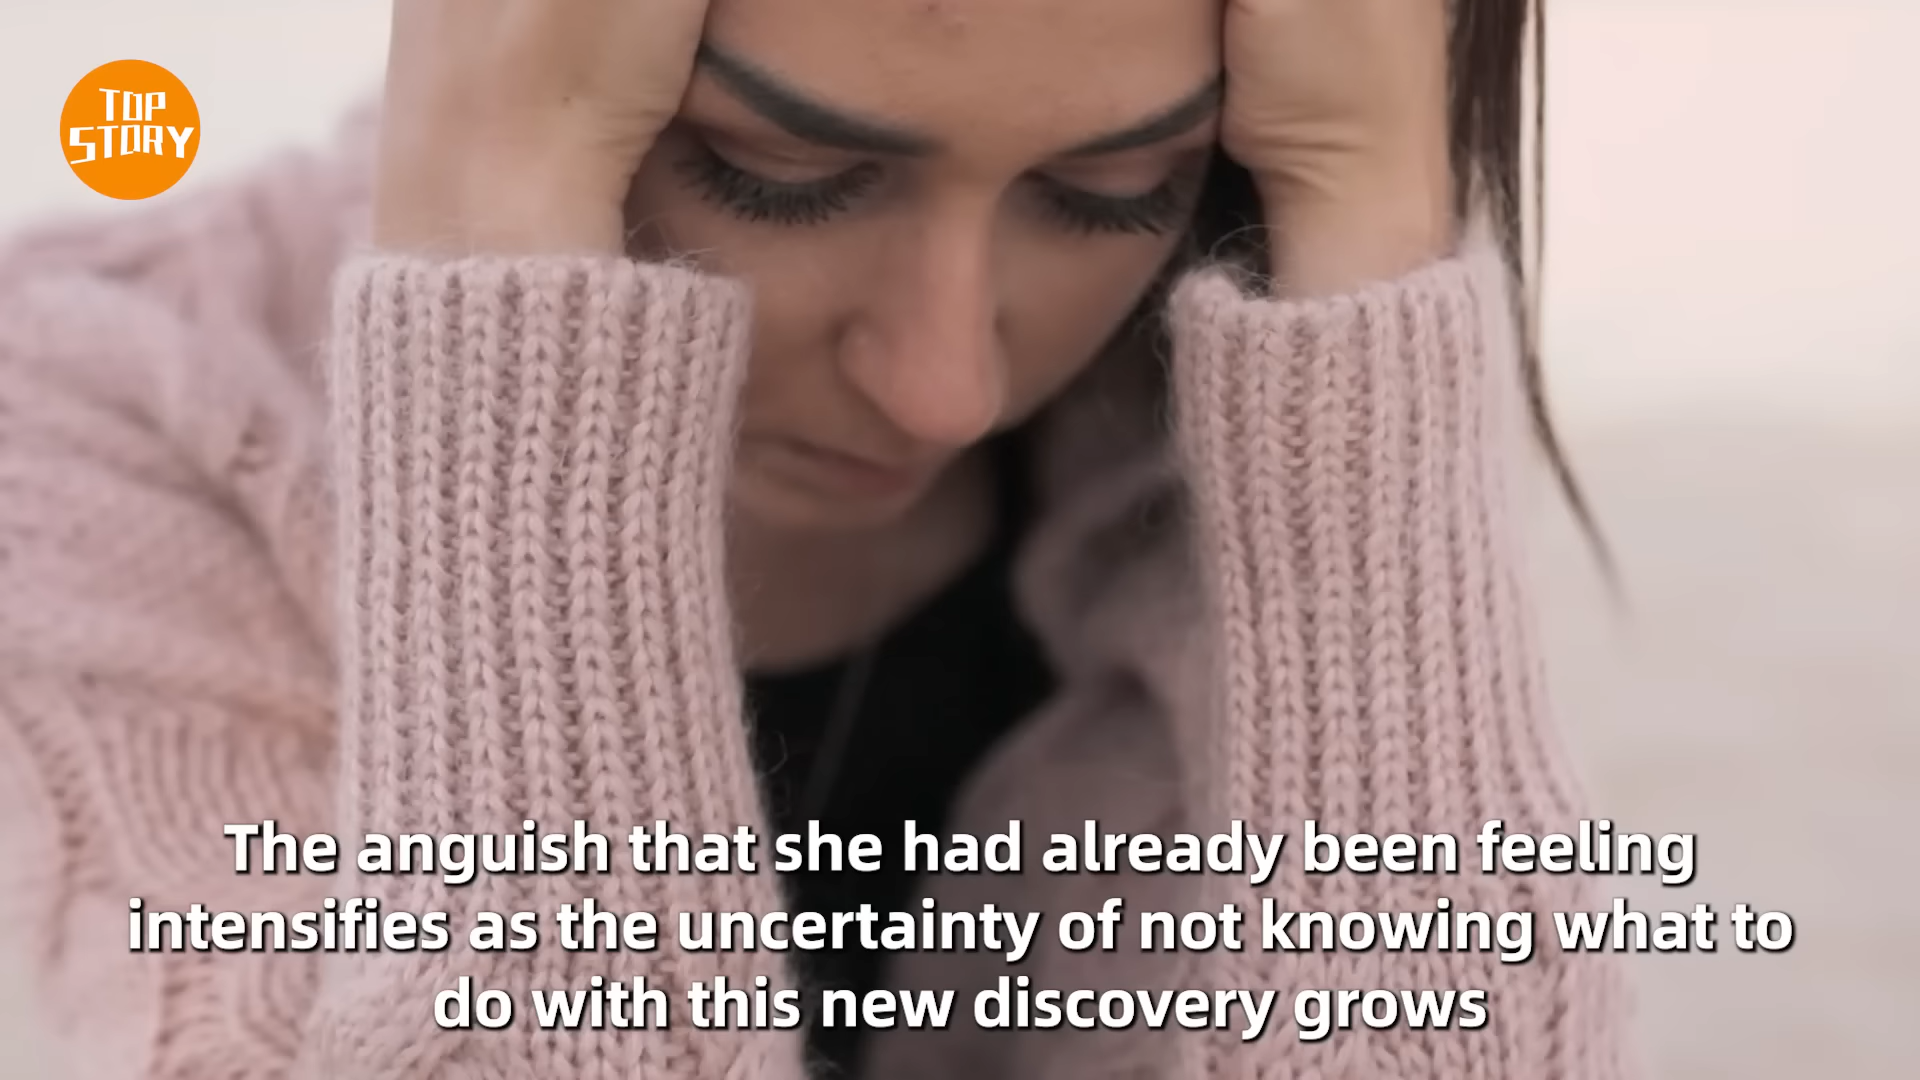 TOP
STORY
The anguish that she had already been feeling
intensifies as the uncertainty of not knowing what to
do with this new discovery grows